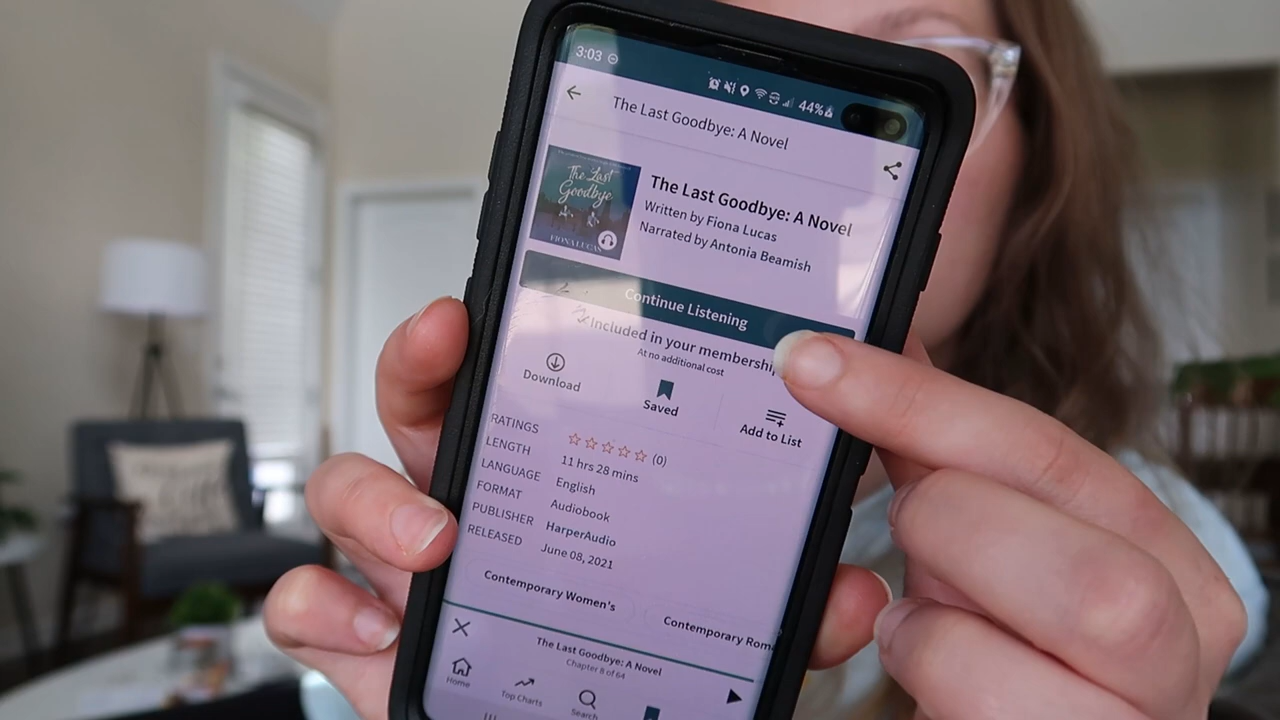 3:03
44%
The Last Goodbye: A Novel
The Last
Goodbye
FIONA LUCAS
The Last Goodbye: A Novel
Written by Fiona Lucas
Narrated by Antonia Beamish
Continue Listening
Included in your membership
At no additional cost
Download
Saved
Add to List
RATINGS (0)
LENGTH 11 hrs 28 mins
LANGUAGE English
FORMAT Audiobook
PUBLISHER HarperAudio
RELEASED June 08, 2021
Contemporary Women's
Contemporary Rom
The Last Goodbye: A Novel
Chapter 8 of 64
Home
Top Charts
Search